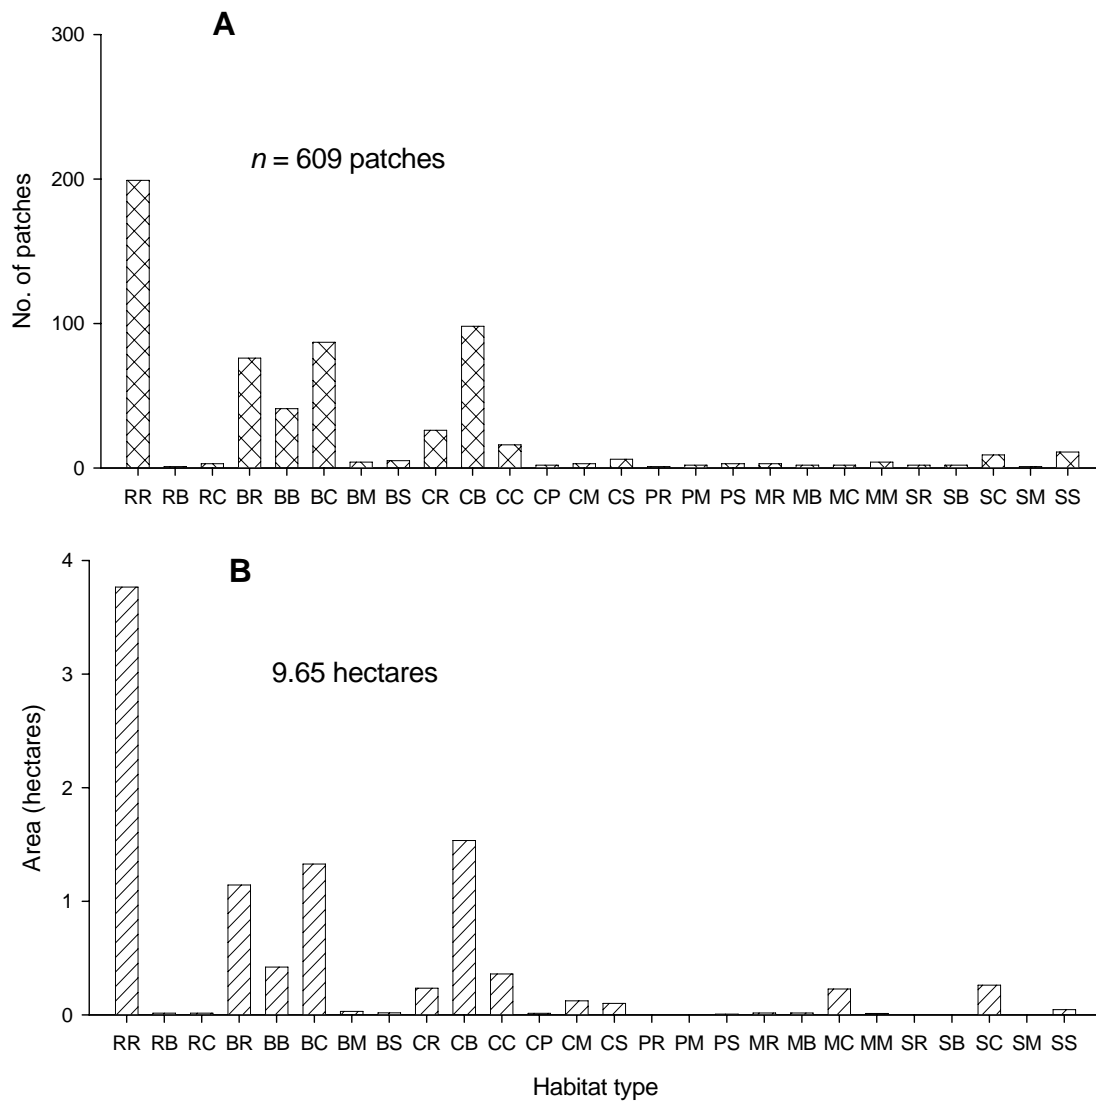 A
300
200
100
0
No. of patches
n = 609 patches
RR RB RC BR BB BC BM BS CR CB CC CP CM CS PR PM PS MR MB MC MM SR SB SC SM SS
B
4
3
2
1
0
Area (hectares)
9.65 hectares
RR RB RC BR BB BC BM BS CR CB CC CP CM CS PR PM PS MR MB MC MM SR SB SC SM SS
Habitat type